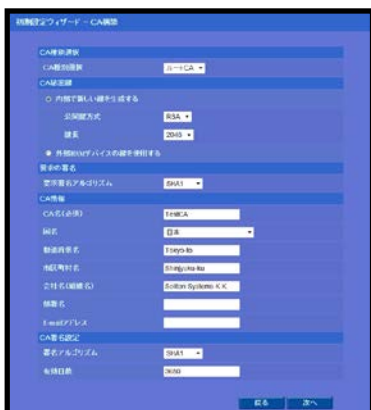 初期設定ウィザード - CA構築
CA種別選択
CA種別選択 ルートCA
CA秘密鍵
内部で新しい鍵を生成する
公開鍵方式 RSA
鍵長 2048
外部HSMデバイスの鍵を使用する
要求の署名
要求署名アルゴリズム SHA1
CA情報
CA名(必須) TestCA
国名 日本
都道府県名 Tokyo-to
市区町村名 Shinjyuku-ku
会社名(組織名) Soliton Systems K.K.
部署名
E-mailアドレス
CA署名設定
署名アルゴリズム SHA1
有効日数 3650
戻る 次へ